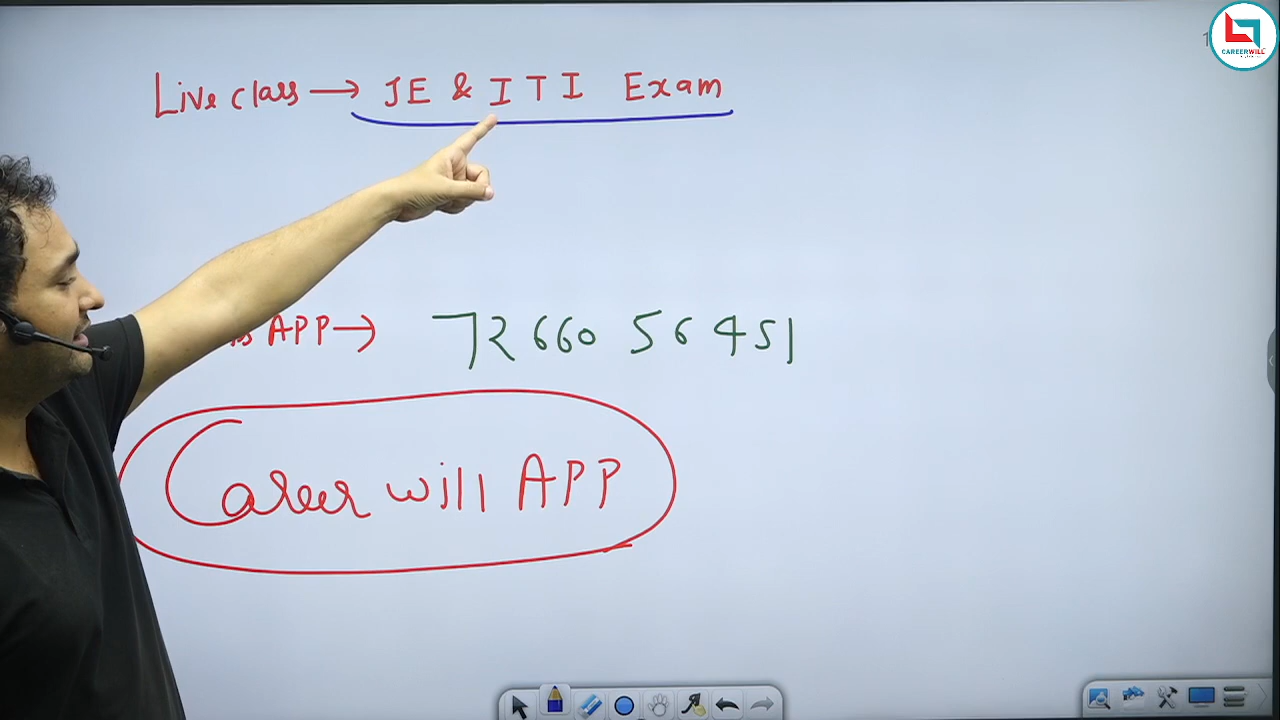 CAREERWILL
Live class → JE & ITI Exam
APP → 72660 56451
Career will APP